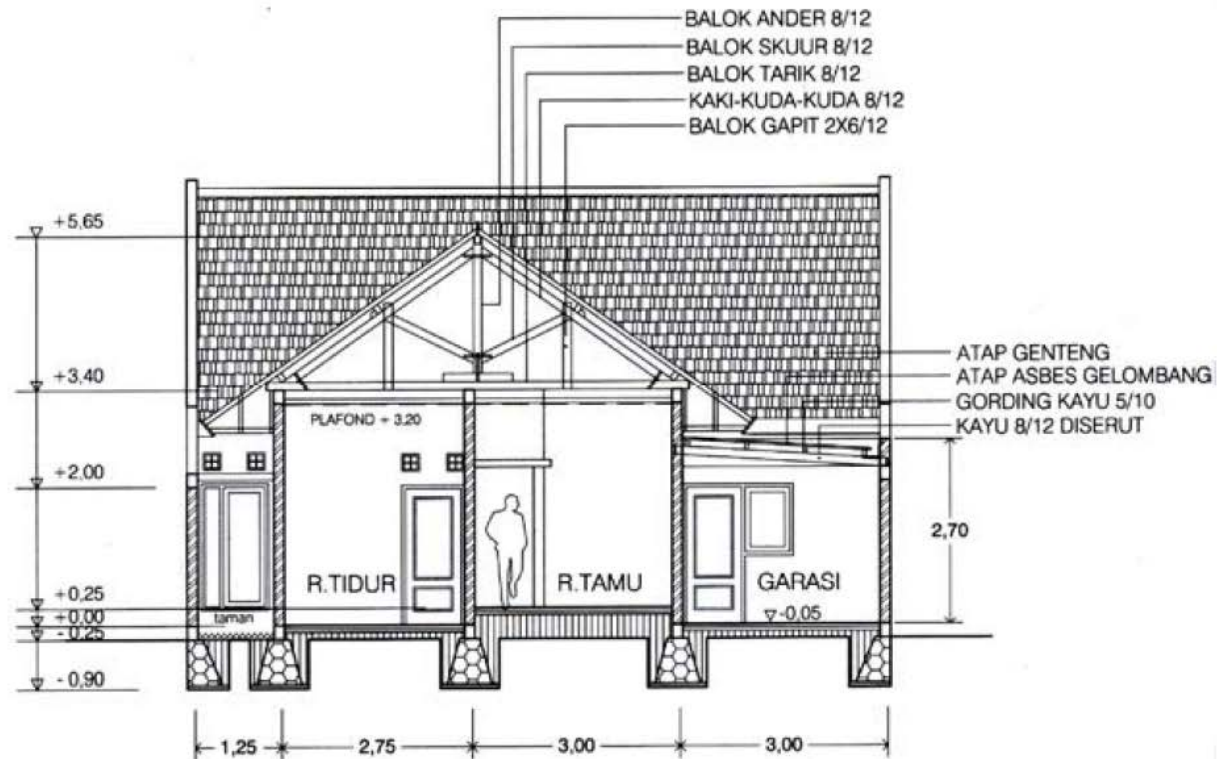 BALOK ANDER 8/12
BALOK SKUUR 8/12
BALOK TARIK 8/12
KAKI-KUDA-KUDA 8/12
BALOK GAPIT 2X6/12
+5,65
ATAP GENTENG
ATAP ASBES GELOMBANG
GORDING KAYU 5/10
KAYU 8/12 DISERUT
+3,40
PLAFOND + 3,20
+2,00
2,70
R.TIDUR
R.TAMU
GARASI
+0,25
+0,00
taman
-0,05
-0,25
- 0,90
1,25
2,75
3,00
3,00